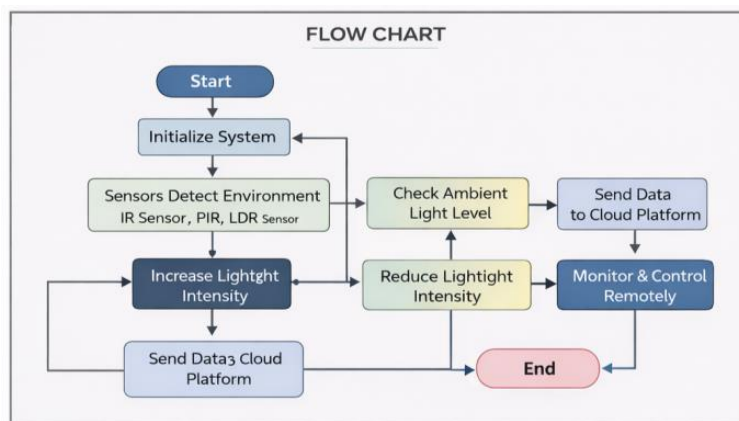 FLOW CHART
Start
Initialize System
Sensors Detect Environment
IR Sensor, PIR, LDR Sensor
Check Ambient
Light Level
Send Data
to Cloud Platform
Increase Lightght
Intensity
Reduce Lightight
Intensity
Monitor & Control
Remotely
Send Data3 Cloud
Platform
End